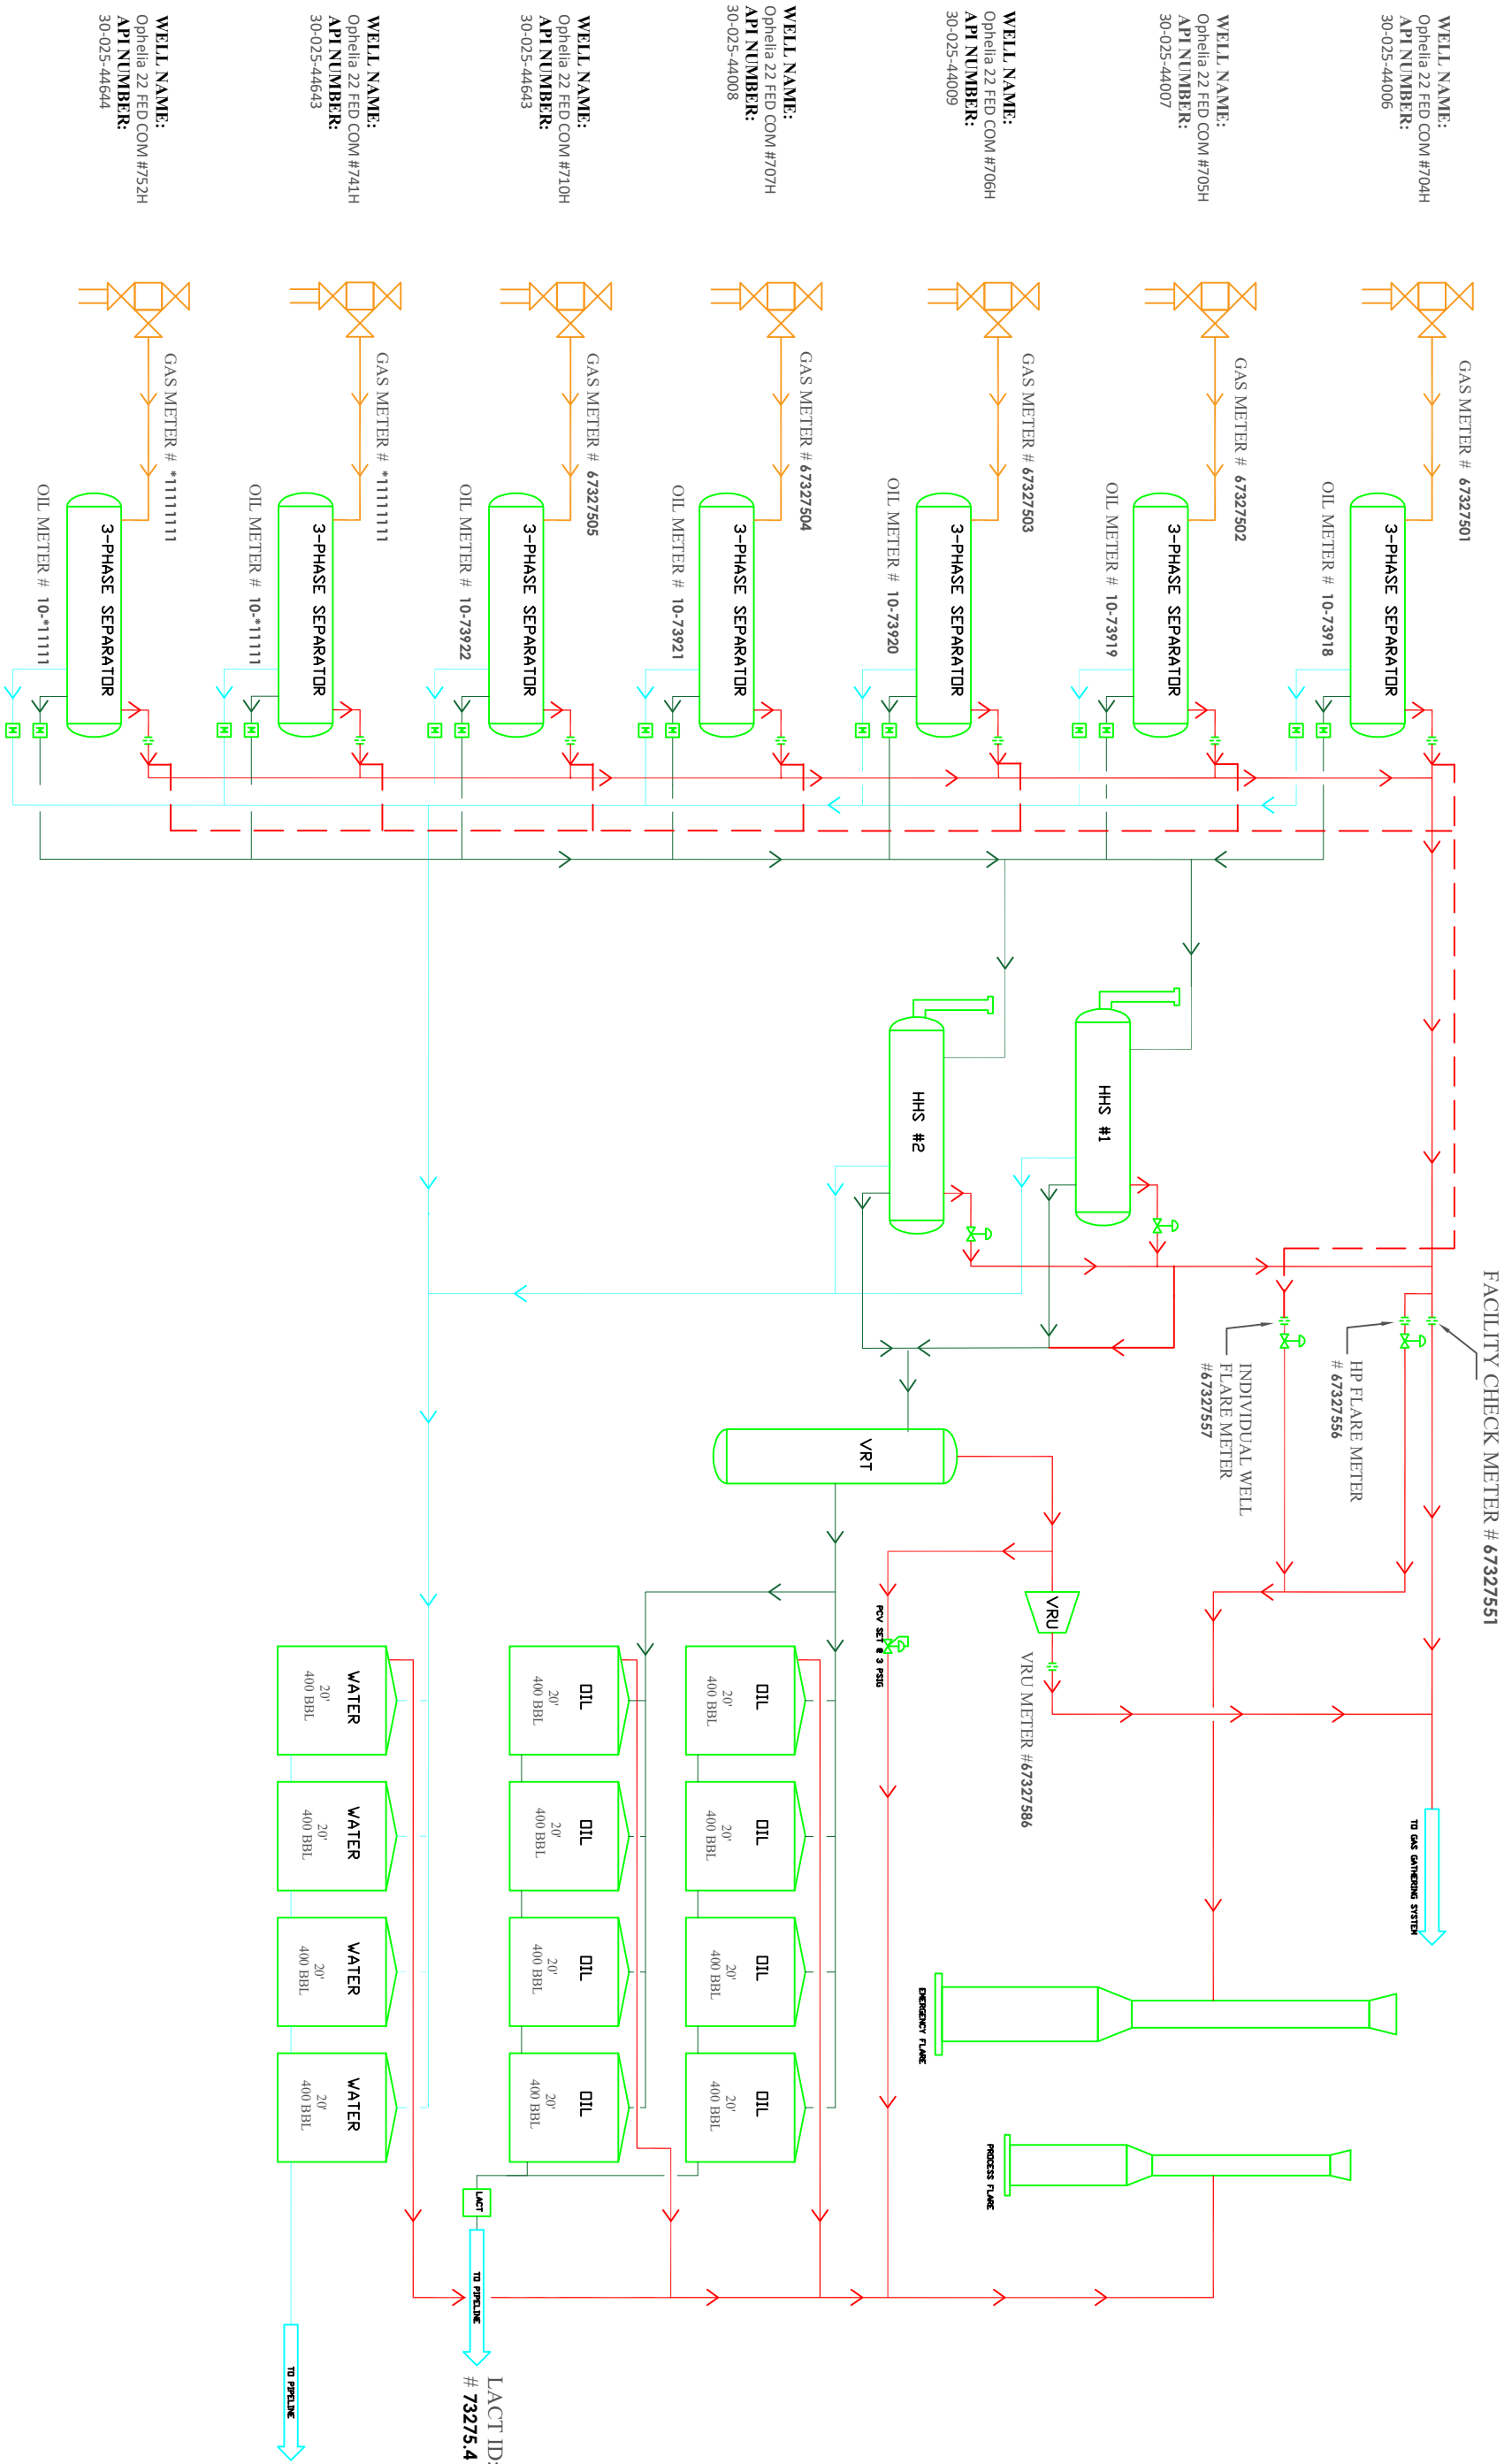 WELL NAME:
Ophelia 22 FED COM #704H
API NUMBER:
30-025-44006
GAS METER # 67327501
3-PHASE SEPARATOR
OIL METER # 10-73918
WELL NAME:
Ophelia 22 FED COM #705H
API NUMBER:
30-025-44007
GAS METER # 67327502
3-PHASE SEPARATOR
OIL METER # 10-73919
WELL NAME:
Ophelia 22 FED COM #706H
API NUMBER:
30-025-44009
GAS METER # 67327503
3-PHASE SEPARATOR
OIL METER # 10-73920
WELL NAME:
Ophelia 22 FED COM #707H
API NUMBER:
30-025-44008
GAS METER # 67327504
3-PHASE SEPARATOR
OIL METER # 10-73921
WELL NAME:
Ophelia 22 FED COM #710H
API NUMBER:
30-025-44643
GAS METER # 67327505
3-PHASE SEPARATOR
OIL METER # 10-73922
WELL NAME:
Ophelia 22 FED COM #741H
API NUMBER:
30-025-44643
GAS METER # *11111111
3-PHASE SEPARATOR
OIL METER # 10-*11111
WELL NAME:
Ophelia 22 FED COM #752H
API NUMBER:
30-025-44644
GAS METER # *11111111
3-PHASE SEPARATOR
OIL METER # 10-*11111
M
M
M
M
M
M
M
M
M
M
M
M
M
M
HHS #1
HHS #2
FACILITY CHECK METER # 67327551
HP FLARE METER
# 67327556
INDIVIDUAL WELL
FLARE METER
#67327557
VRT
VRU
VRU METER #67327586
PCV SET @ 3 PSIG
TO GAS GATHERING SYSTEM
EMERGENCY FLARE
PROCESS FLARE
OIL
20'
400 BBL
OIL
20'
400 BBL
OIL
20'
400 BBL
OIL
20'
400 BBL
OIL
20'
400 BBL
OIL
20'
400 BBL
OIL
20'
400 BBL
OIL
20'
400 BBL
WATER
20'
400 BBL
WATER
20'
400 BBL
WATER
20'
400 BBL
WATER
20'
400 BBL
LACT
TO PIPELINE
LACT ID:
# 73275.4
TO PIPELINE